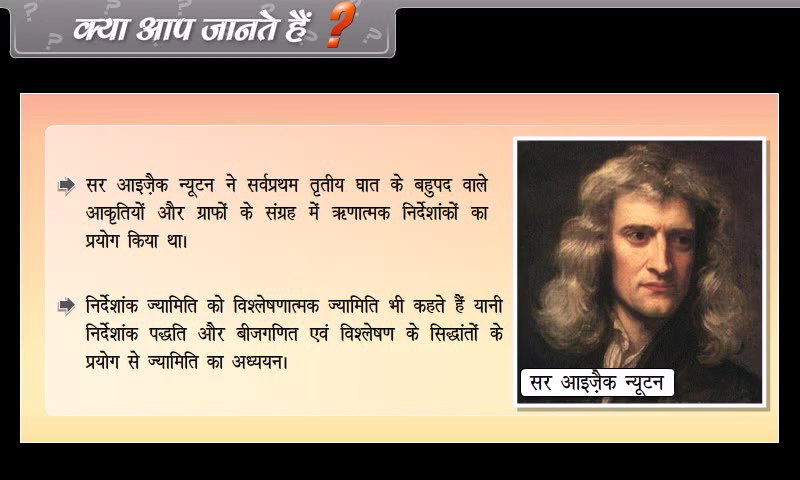 क्या आप जानते हैं ?
सर आइज़ैक न्यूटन ने सर्वप्रथम तृतीय घात के बहुपद वाले
आकृतियों और ग्राफों के संग्रह में ऋणात्मक निर्देशांकों का
प्रयोग किया था।
निर्देशांक ज्यामिति को विश्लेषणात्मक ज्यामिति भी कहते हैं यानी
निर्देशांक पद्धति और बीजगणित एवं विश्लेषण के सिद्धांतों के
प्रयोग से ज्यामिति का अध्ययन।
सर आइज़ैक न्यूटन